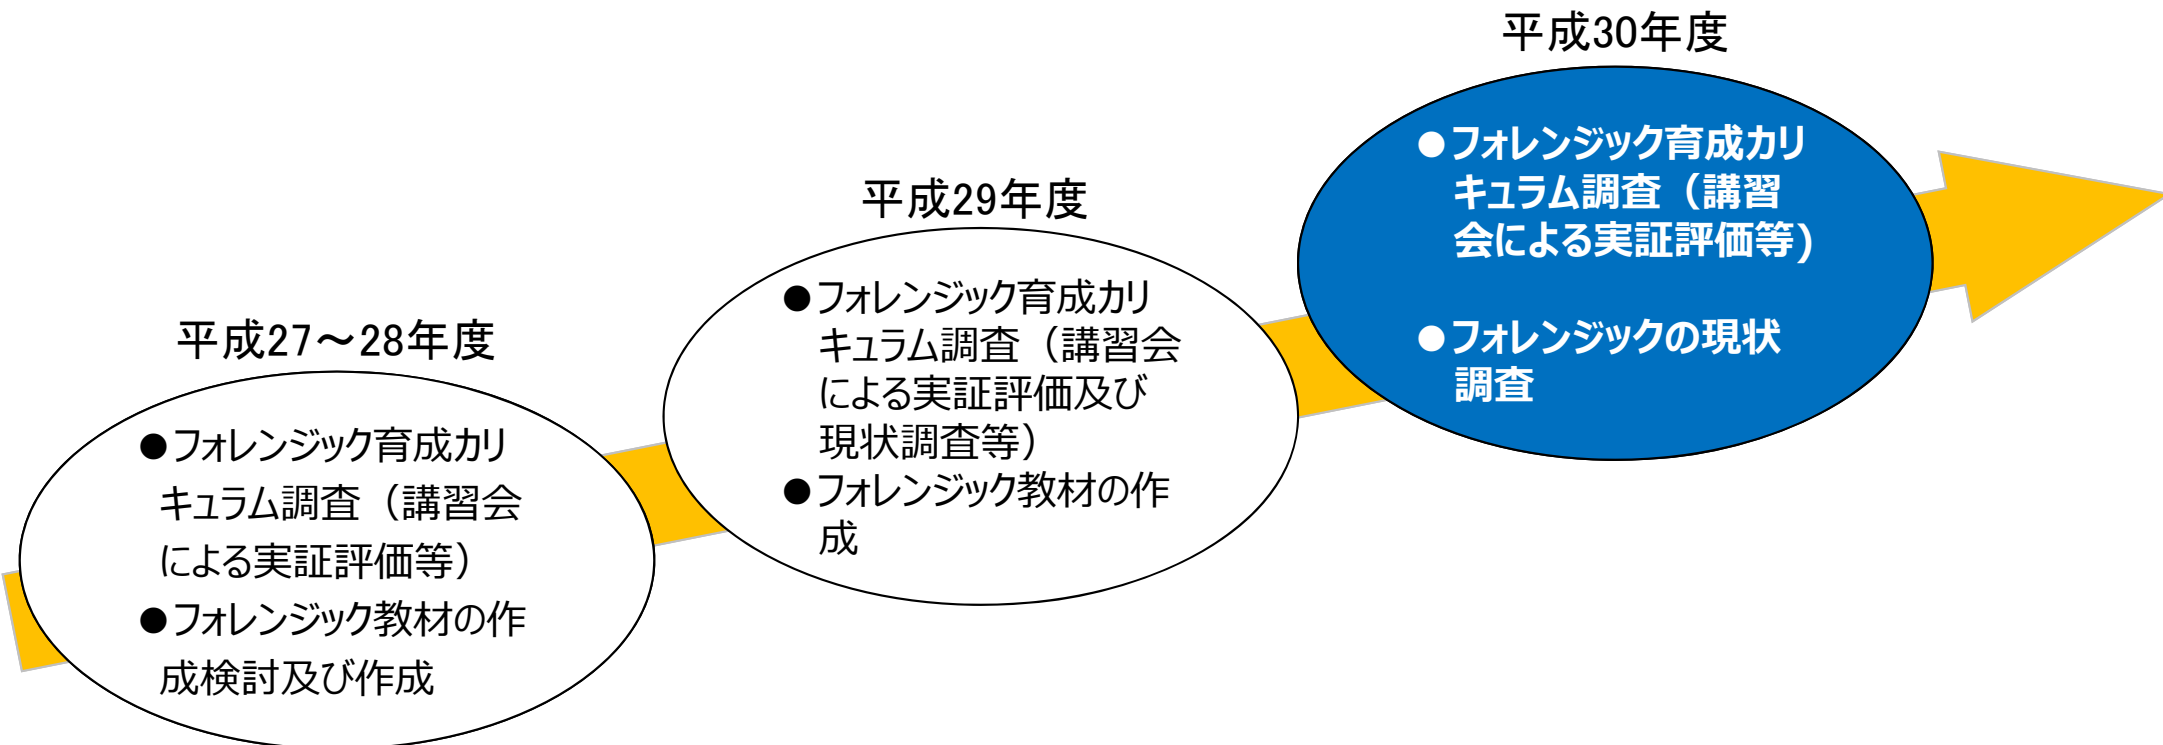 平成27～28年度
●フォレンジック育成カリ
キュラム調査（講習会
による実証評価等）
●フォレンジック教材の作
成検討及び作成
平成29年度
●フォレンジック育成カリ
キュラム調査（講習会
による実証評価及び
現状調査等）
●フォレンジック教材の作
成
平成30年度
●フォレンジック育成カリ
キュラム調査（講習
会による実証評価等)
●フォレンジックの現状
調査